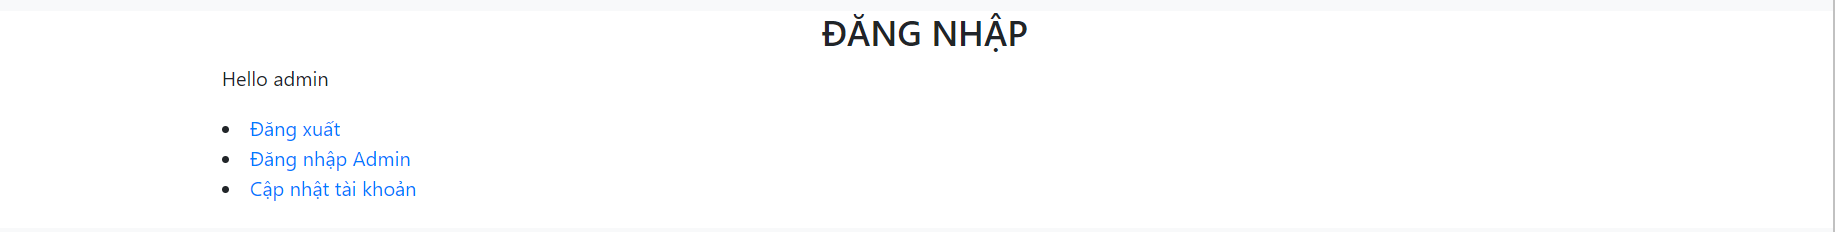 ĐĂNG NHẬP
Hello admin
Đăng xuất
Đăng nhập Admin
Cập nhật tài khoản